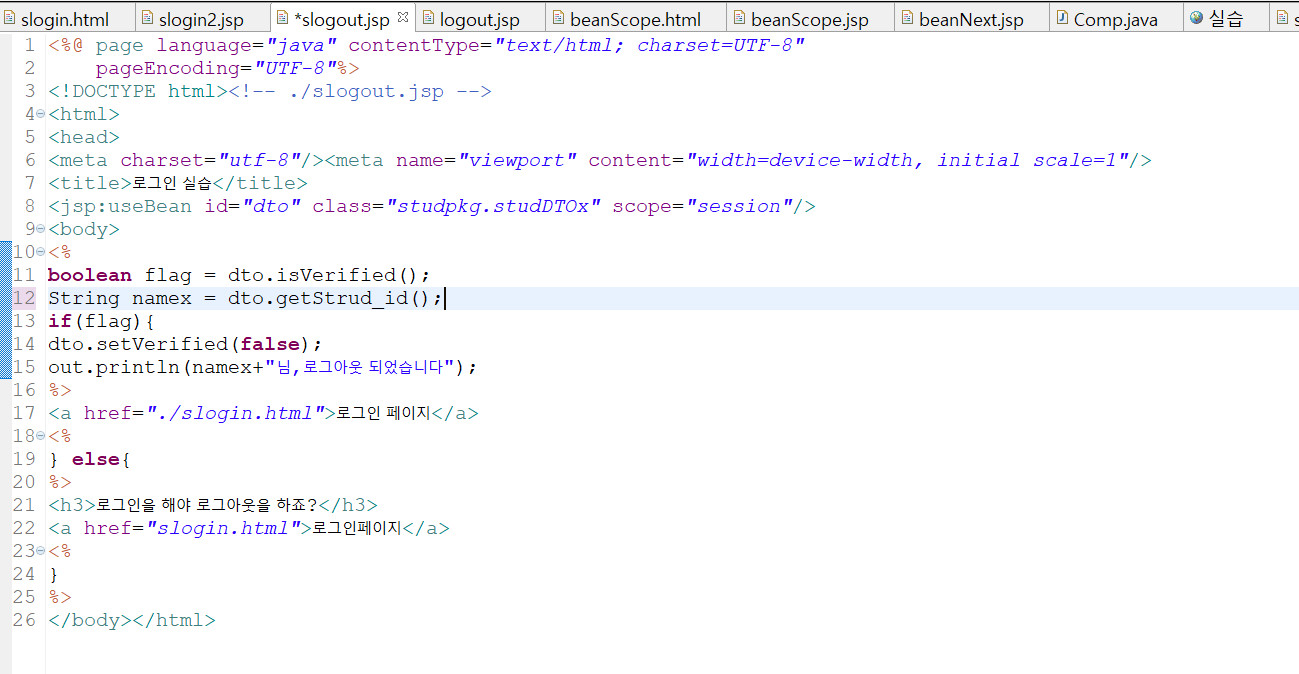 slogin.html slogin2.jsp *slogout.jsp logout.jsp beanScope.html beanScope.jsp beanNext.jsp Comp.java 실습 s
1 <%@ page language="java" contentType="text/html; charset=UTF-8"
2     pageEncoding="UTF-8"%>
3 <!DOCTYPE html><!-- ./slogout.jsp -->
4 <html>
5 <head>
6 <meta charset="utf-8"/><meta name="viewport" content="width=device-width, initial scale=1"/>
7 <title>로그인 실습</title>
8 <jsp:useBean id="dto" class="studpkg.studDTOx" scope="session"/>
9 <body>
10 <%
11 boolean flag = dto.isVerified();
12 String namex = dto.getStrud_id();
13 if(flag){
14 dto.setVerified(false);
15 out.println(namex+"님,로그아웃 되었습니다");
16 %>
17 <a href="./slogin.html">로그인 페이지</a>
18 <%
19 } else{
20 %>
21 <h3>로그인을 해야 로그아웃을 하죠?</h3>
22 <a href="slogin.html">로그인페이지</a>
23 <%
24 }
25 %>
26 </body></html>